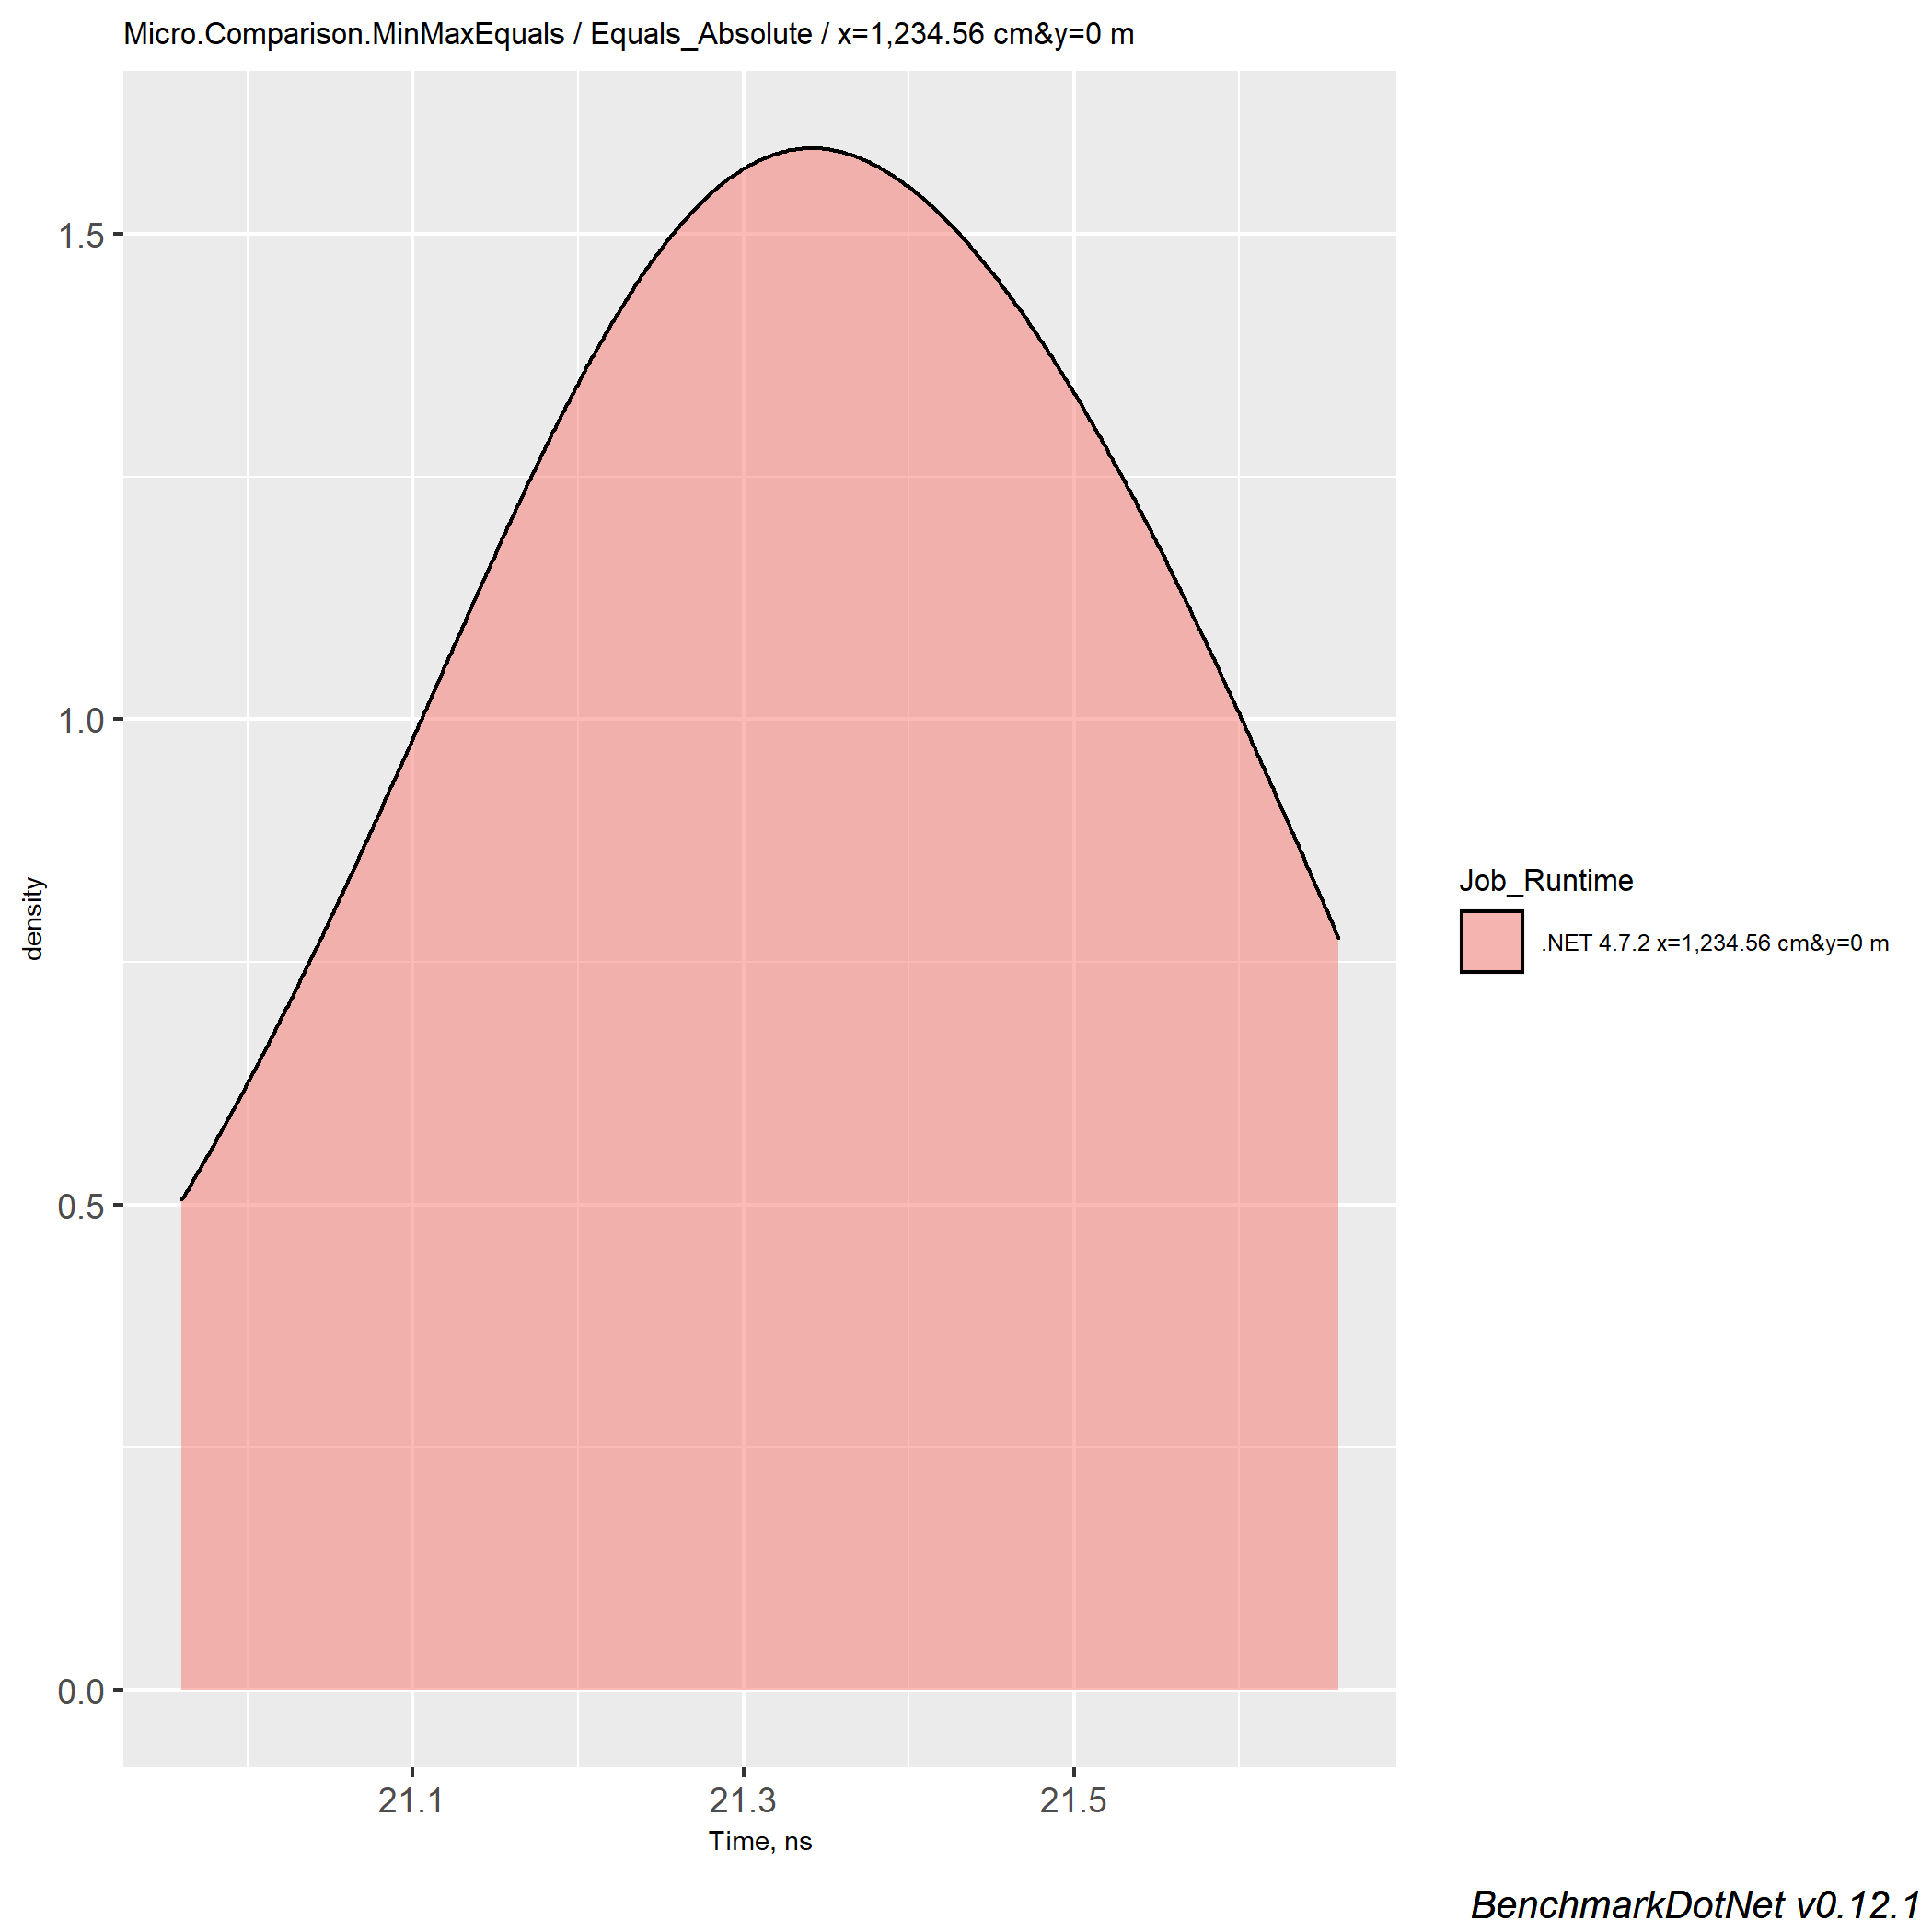 Micro.Comparison.MinMaxEquals / Equals_Absolute / x=1,234.56 cm&y=0 m
1.5
1.0
0.5
0.0
density
21.1
21.3
21.5
Time, ns
Job_Runtime
.NET 4.7.2 x=1,234.56 cm&y=0 m
BenchmarkDotNet v0.12.1